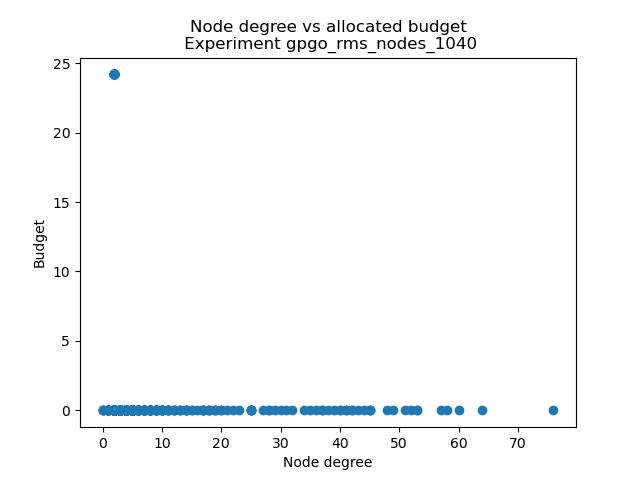 Node degree vs allocated budget
Experiment gpgo_rms_nodes_1040
25
20
15
10
5
0
Budget
0 10 20 30 40 50 60 70
Node degree